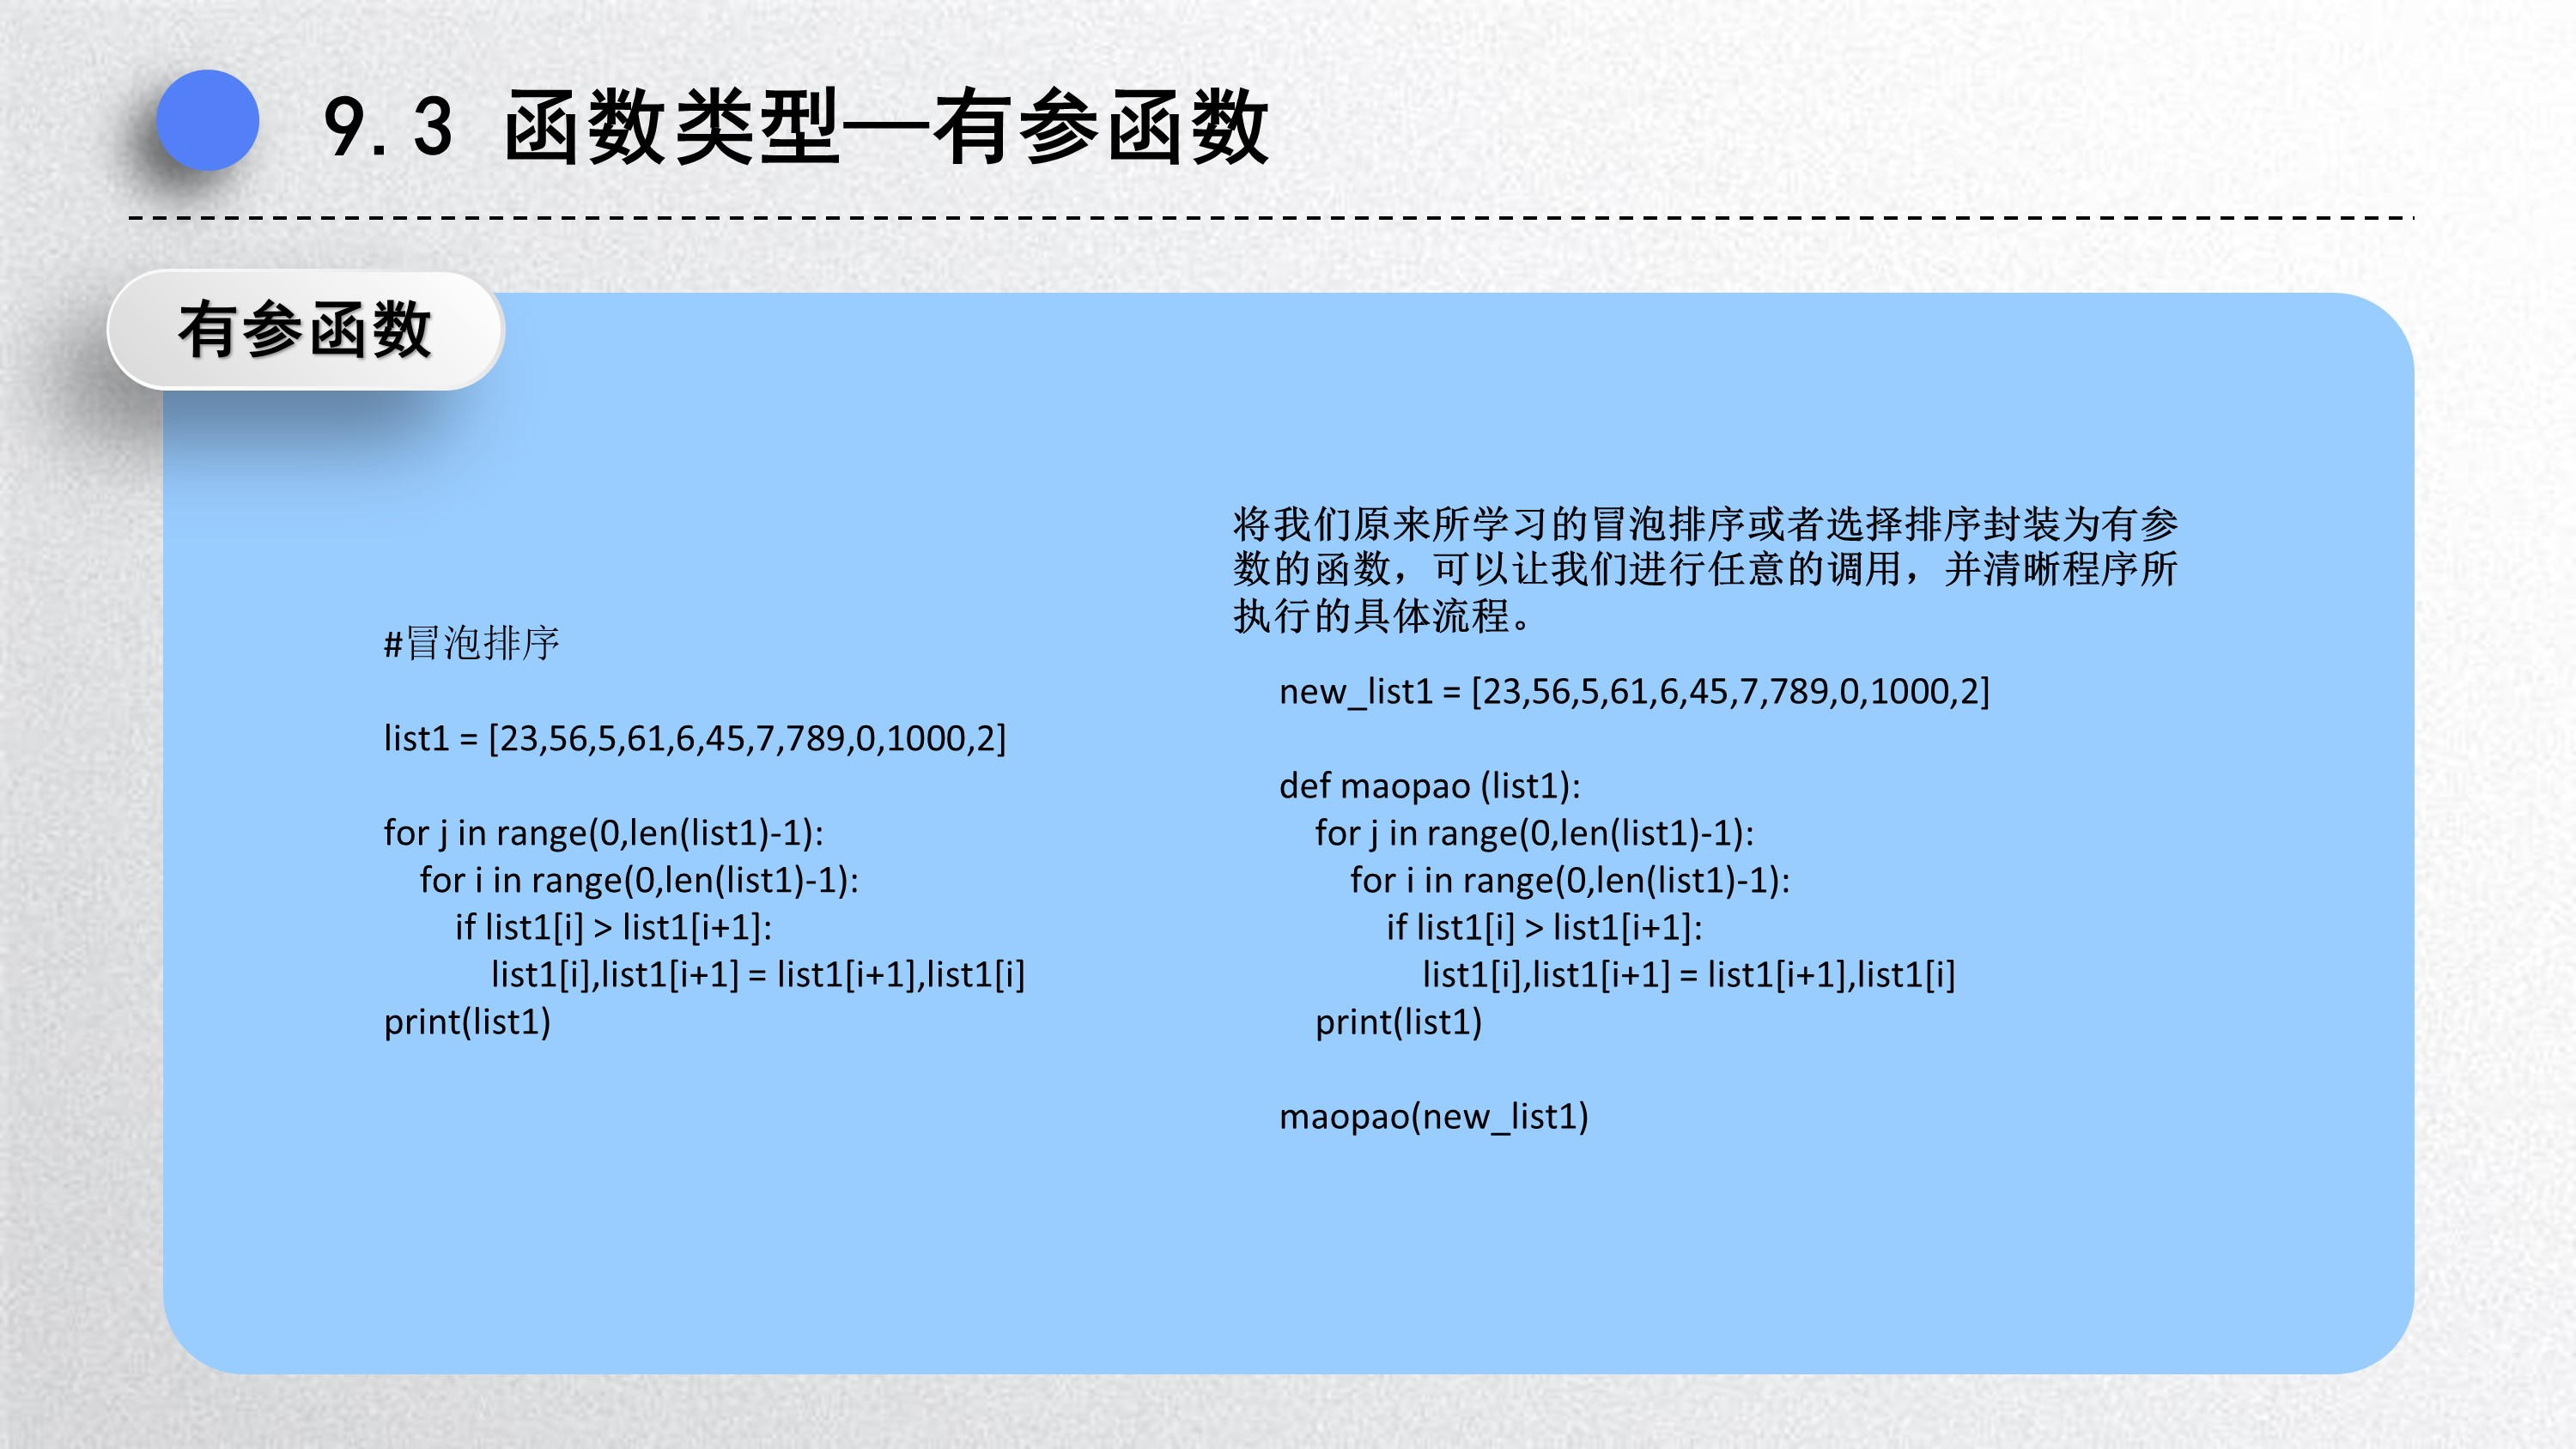 9.3 函数类型—有参函数
有参函数
#冒泡排序
list1 = [23,56,5,61,6,45,7,789,0,1000,2]
for j in range(0,len(list1)-1):
    for i in range(0,len(list1)-1):
        if list1[i] > list1[i+1]:
            list1[i],list1[i+1] = list1[i+1],list1[i]
print(list1)
将我们原来所学习的冒泡排序或者选择排序封装为有参
数的函数，可以让我们进行任意的调用，并清晰程序所
执行的具体流程。
new_list1 = [23,56,5,61,6,45,7,789,0,1000,2]
def maopao (list1):
    for j in range(0,len(list1)-1):
        for i in range(0,len(list1)-1):
            if list1[i] > list1[i+1]:
                list1[i],list1[i+1] = list1[i+1],list1[i]
    print(list1)
maopao(new_list1)